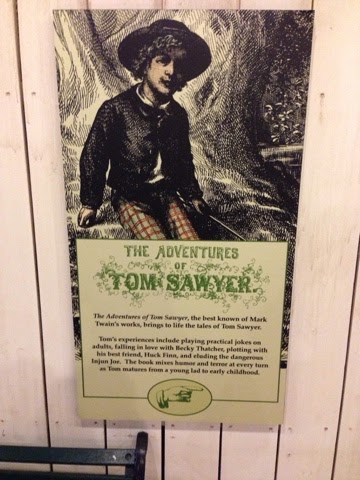 THE ADVENTURES
OF
TOM SAWYER
The Adventures of Tom Sawyer, the best known of Mark
Twain's works, brings to life the tales of Tom Sawyer.
Tom's experiences include playing practical jokes on
adults, falling in love with Becky Thatcher, plotting with
his best friend, Huck Finn, and eluding the dangerous
Injun Joe. The book mixes humor and terror at every turn
as Tom matures from a young lad to early childhood.